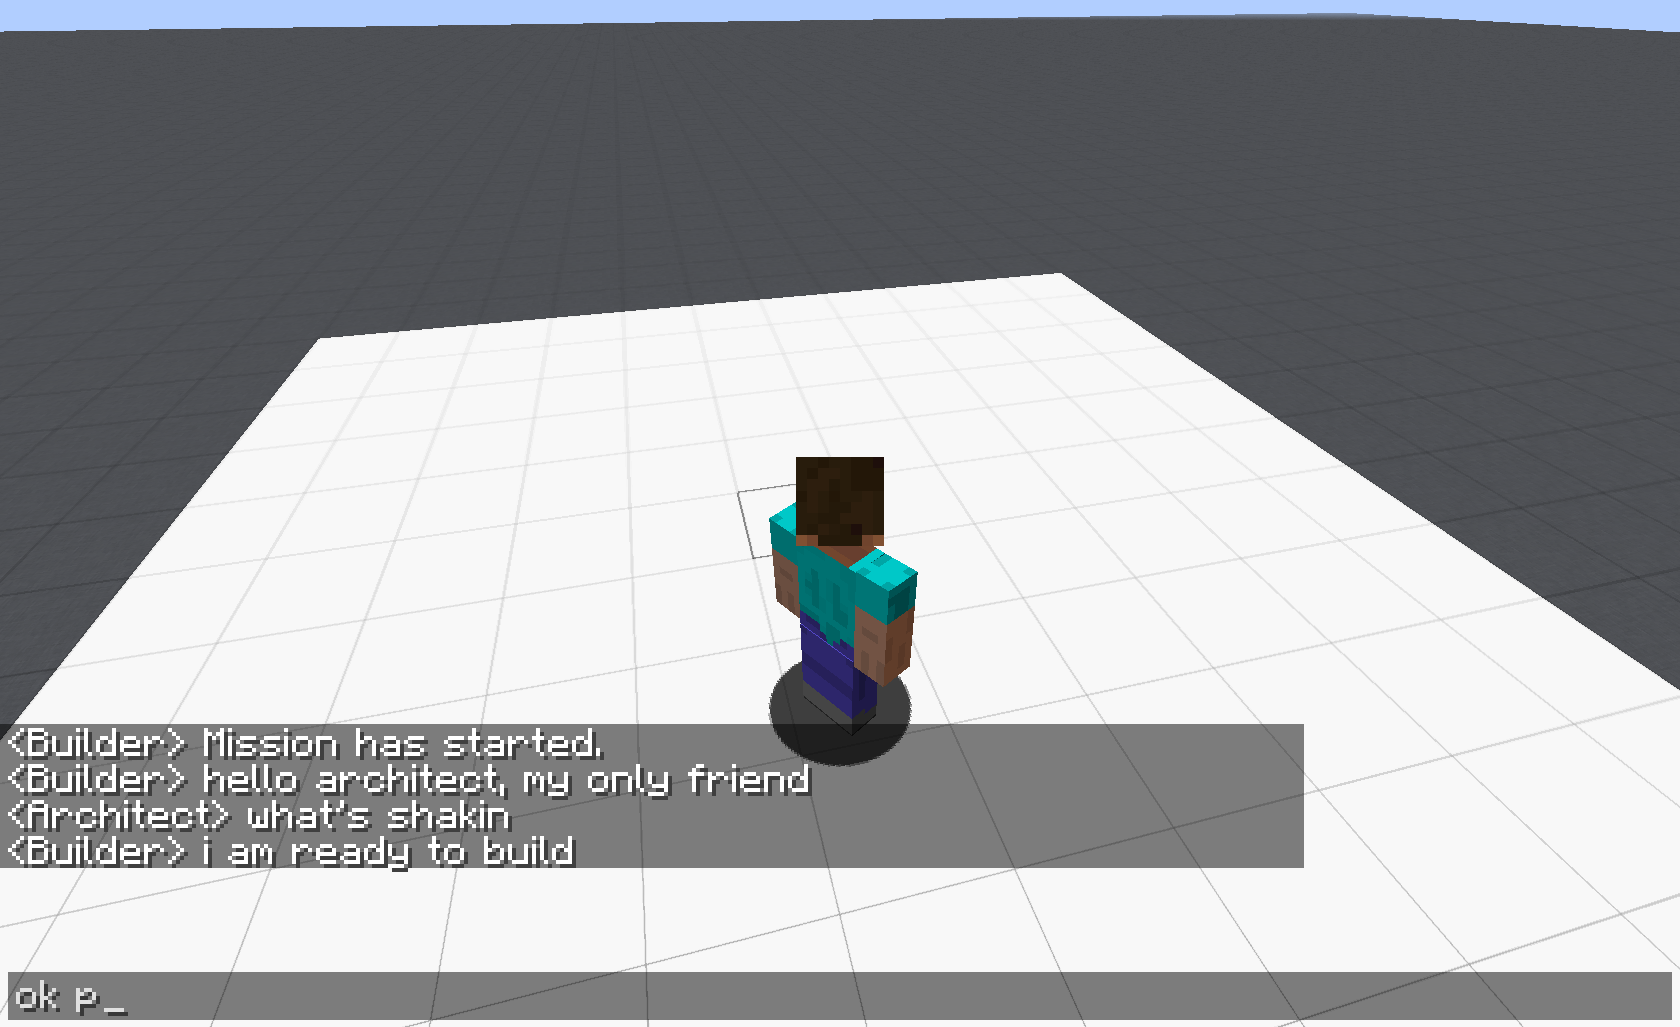 <Builder> Mission has started.
<Builder> hello architect, my only friend
<Architect> what's shakin
<Builder> i am ready to build
ok p_